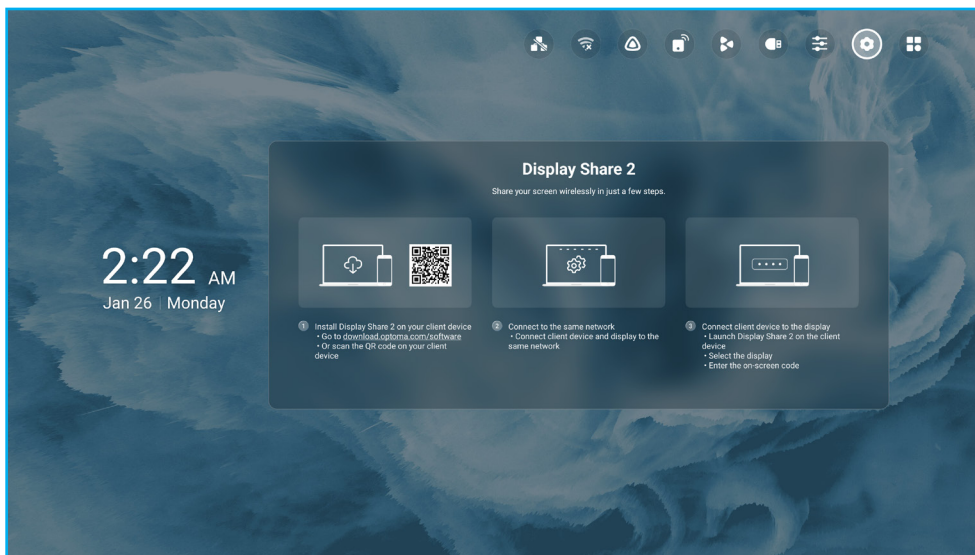 Display Share 2
Share your screen wirelessly in just a few steps.
2:22 AM
Jan 26 | Monday
1 Install Display Share 2 on your client device
• Go to download.optoma.com/software
• Or scan the QR code on your client
device
2 Connect to the same network
• Connect client device and display to the
same network
3 Connect client device to the display
• Launch Display Share 2 on the client
device
• Select the display
• Enter the on-screen code